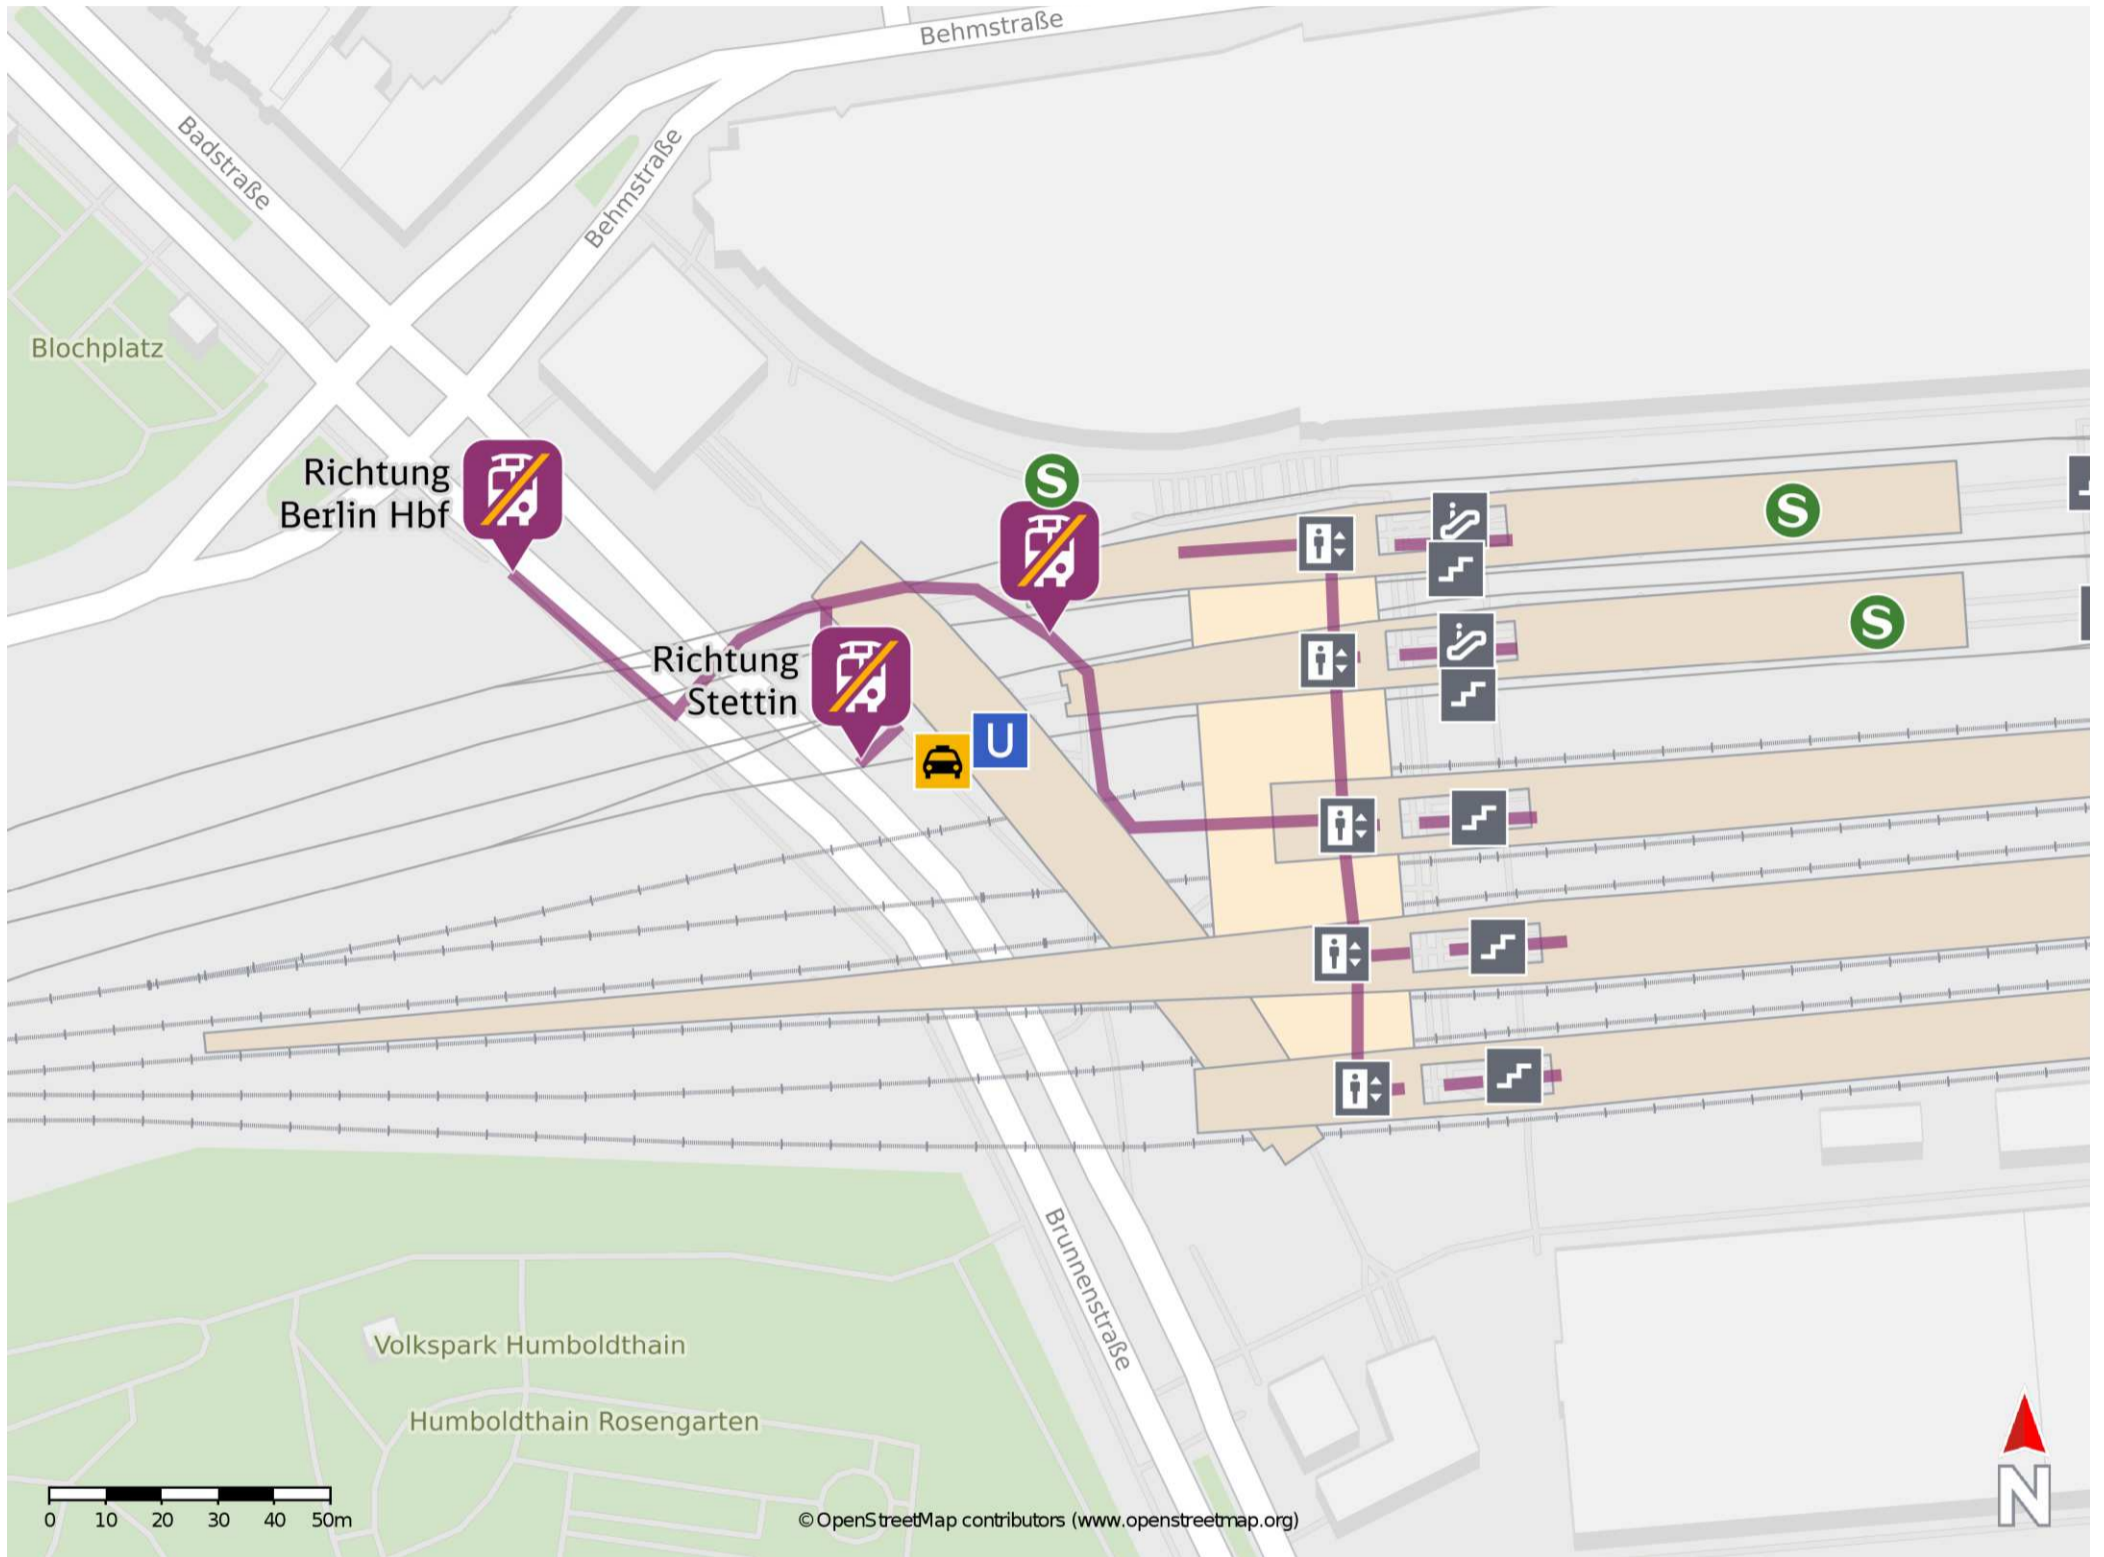 Behmstraße
Badstraße
Behmstraße
Blochplatz
Richtung
Berlin Hbf
S
S
S
Richtung
Stettin
U
Brunnenstraße
Volkspark Humboldthain
Humboldthain Rosengarten
N
0 10 20 30 40 50m
©OpenStreetMap contributors (www.openstreetmap.org)